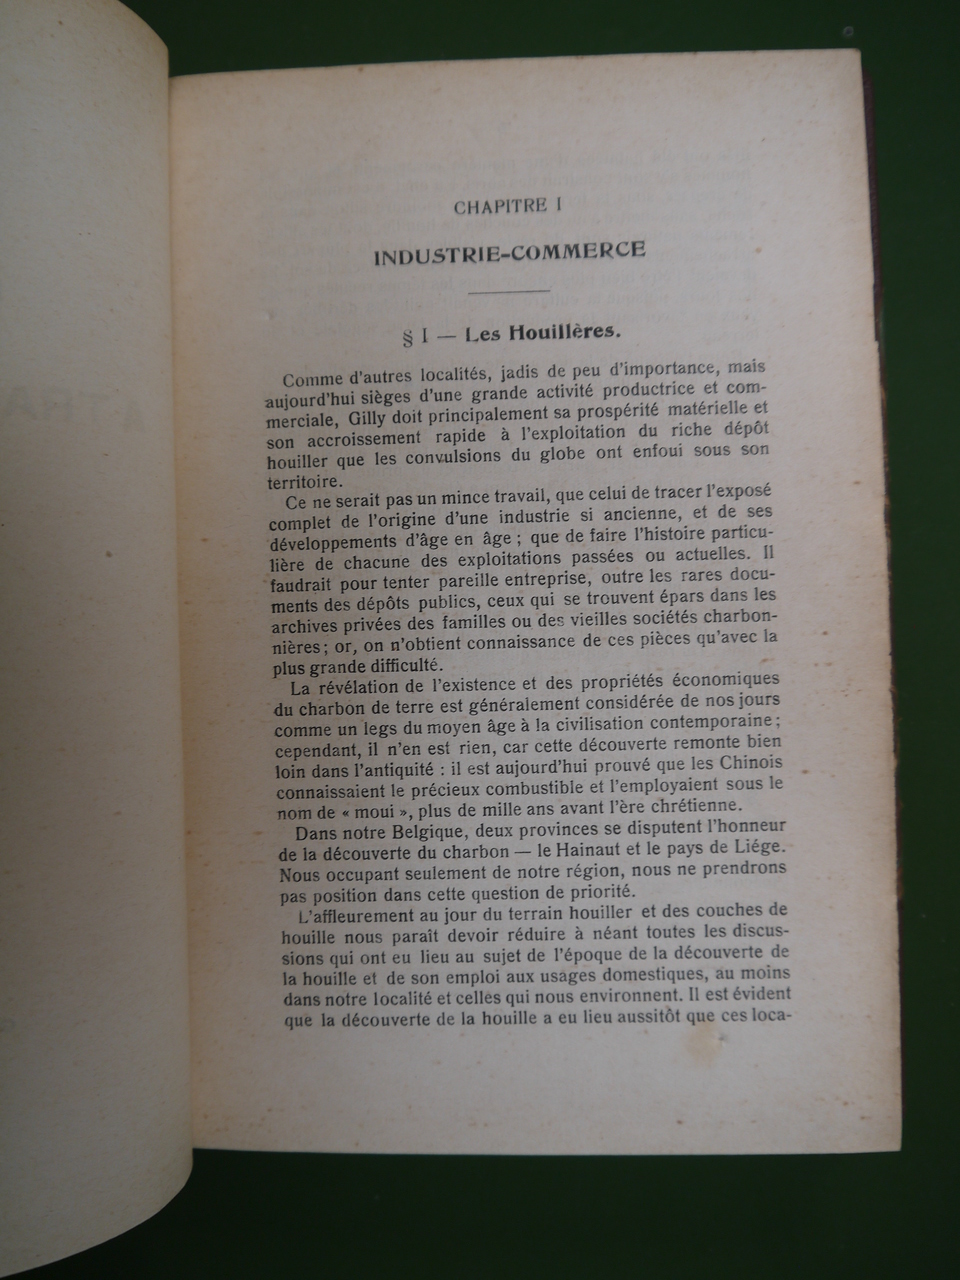 CHAPITRE I
INDUSTRIE-COMMERCE
§ I — Les Houillères.
Comme d'autres localités, jadis de peu d'importance, mais
aujourd'hui sièges d'une grande activité productrice et com-
merciale, Gilly doit principalement sa prospérité matérielle et
son accroissement rapide à l'exploitation du riche dépôt
houiller que les convulsions du globe ont enfoui sous son
territoire.
Ce ne serait pas un mince travail, que celui de tracer l'exposé
complet de l'origine d'une industrie si ancienne, et de ses
développements d'âge en âge ; que de faire l'histoire particu-
lière de chacune des exploitations passées ou actuelles. Il
faudrait pour tenter pareille entreprise, outre les rares docu-
ments des dépôts publics, ceux qui se trouvent épars dans les
archives privées des familles ou des vieilles sociétés charbon-
nières ; or, on n'obtient connaissance de ces pièces qu'avec la
plus grande difficulté.
La révélation de l'existence et des propriétés économiques
du charbon de terre est généralement considérée de nos jours
comme un legs du moyen âge à la civilisation contemporaine ;
cependant, il n'en est rien, car cette découverte remonte bien
loin dans l'antiquité : il est aujourd'hui prouvé que les Chinois
connaissaient le précieux combustible et l'employaient sous le
nom de « moui », plus de mille ans avant l'ère chrétienne.
Dans notre Belgique, deux provinces se disputent l'honneur
de la découverte du charbon — le Hainaut et le pays de Liége.
Nous occupant seulement de notre région, nous ne prendrons
pas position dans cette question de priorité.
L'affleurement au jour du terrain houiller et des couches de
houille nous paraît devoir réduire à néant toutes les discus-
sions qui ont eu lieu au sujet de l'époque de la découverte de
la houille et de son emploi aux usages domestiques, au moins
dans notre localité et celles qui nous environnent. Il est évident
que la découverte de la houille a eu lieu aussitôt que ces loca-